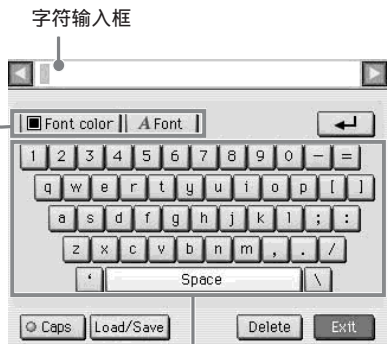 字符输入框
Font color A Font
1 2 3 4 5 6 7 8 9 0 - =
q w e r t y u i o p [ ]
a s d f g h j k l ; :
z x c v b n m , . /
‘ Space \
Caps Load/Save Delete Exit